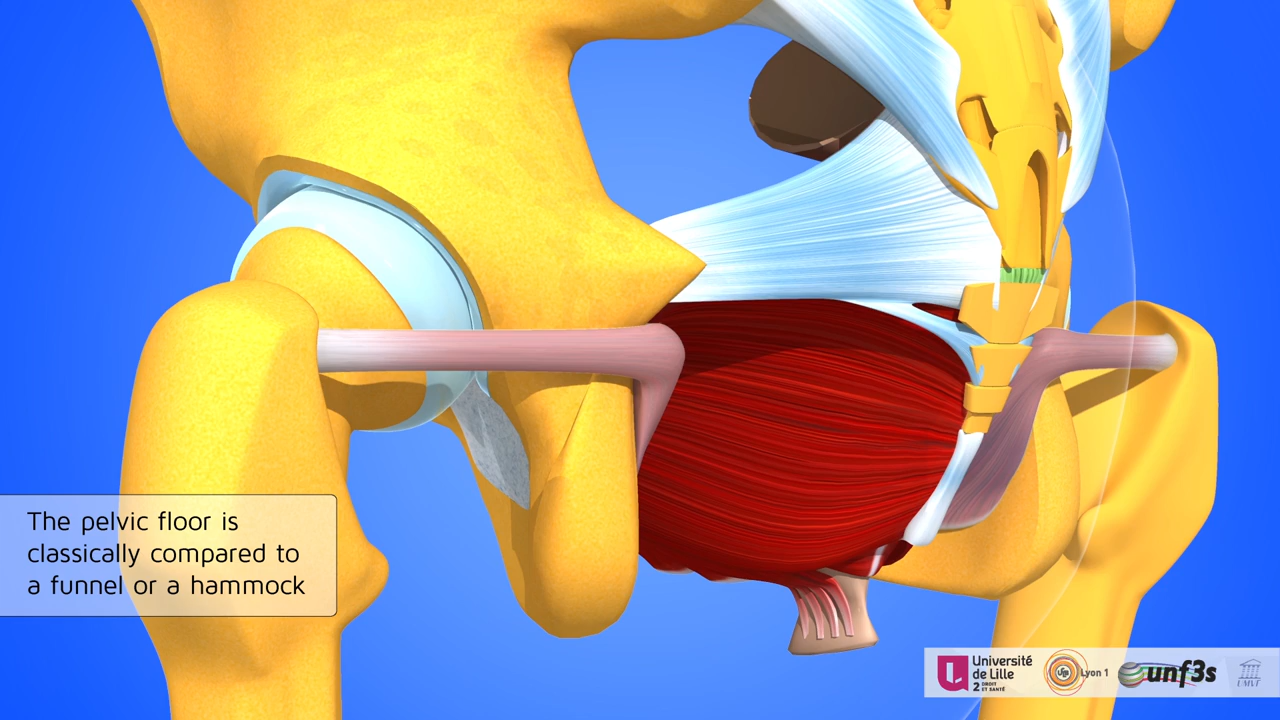 The pelvic floor is
classically compared to
a funnel or a hammock
Université
de Lille
2 DROIT
ET SANTÉ
Lyon 1
unf3s
UMVF